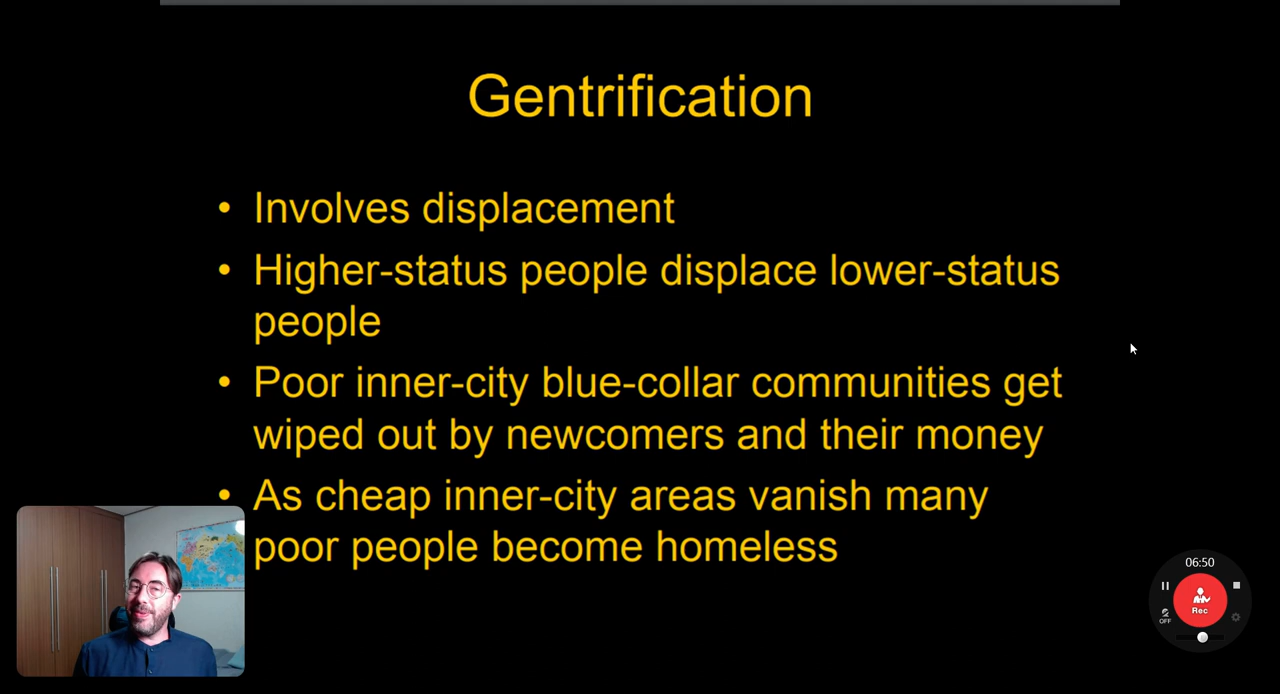 Gentrification
• Involves displacement
• Higher-status people displace lower-status
people
• Poor inner-city blue-collar communities get
wiped out by newcomers and their money
• As cheap inner-city areas vanish many
poor people become homeless
06:50
Rec
OFF